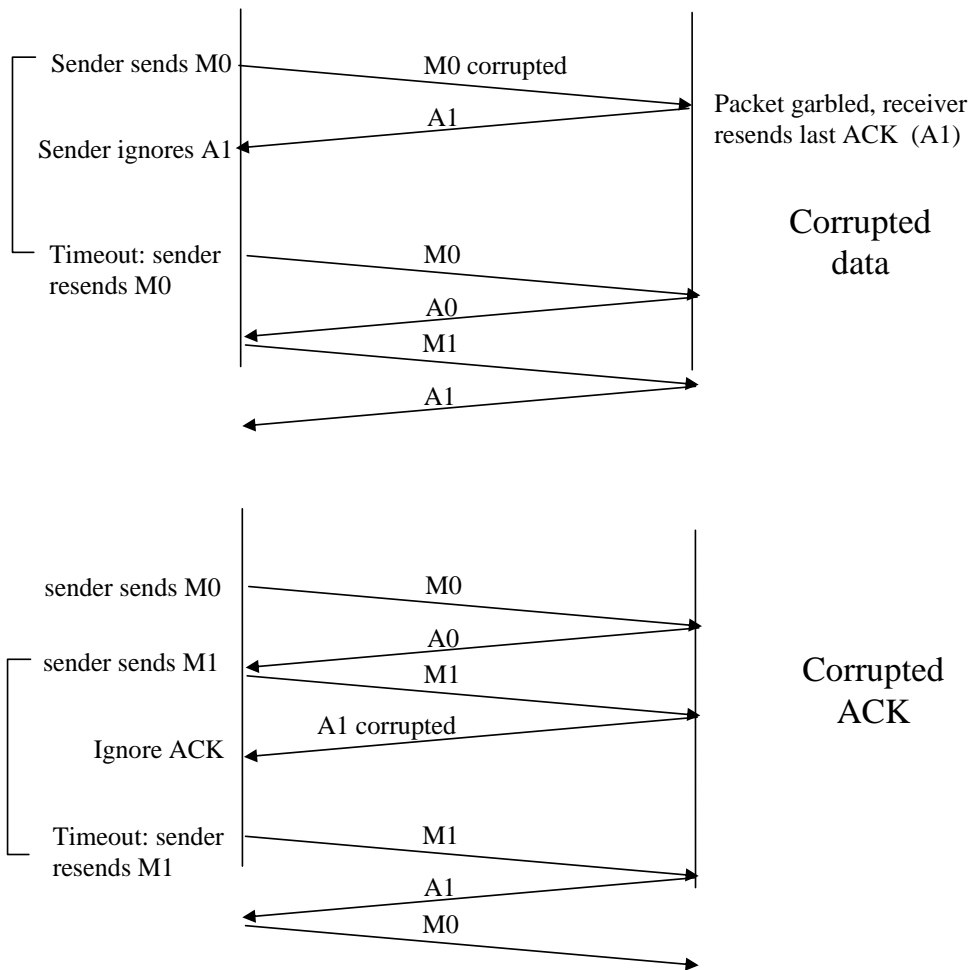 Sender sends M0
M0 corrupted
Packet garbled, receiver
resends last ACK (A1)
A1
Sender ignores A1
Corrupted
data
Timeout: sender
resends M0
M0
A0
M1
A1
sender sends M0
M0
A0
sender sends M1
M1
Corrupted
ACK
A1 corrupted
Ignore ACK
Timeout: sender
resends M1
M1
A1
M0